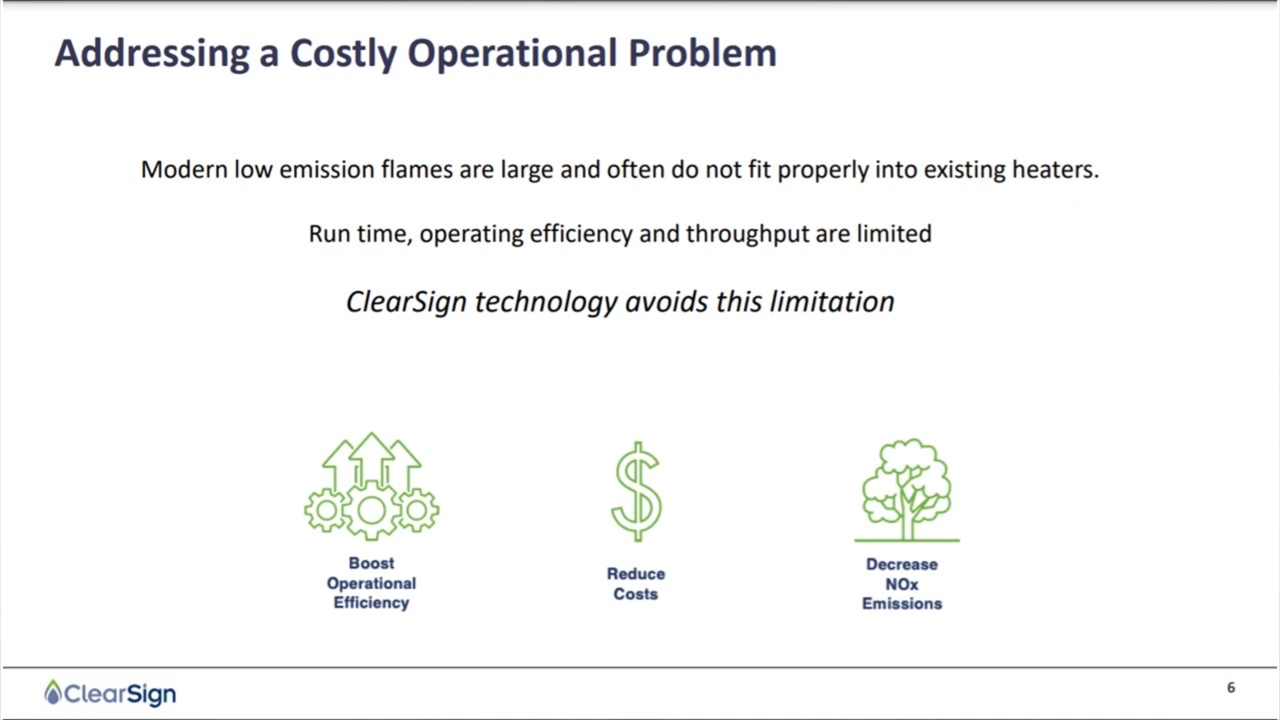 Addressing a Costly Operational Problem
Modern low emission flames are large and often do not fit properly into existing heaters.
Run time, operating efficiency and throughput are limited
ClearSign technology avoids this limitation
Boost
Operational
Efficiency
Reduce
Costs
Decrease
NOx
Emissions
ClearSign
6